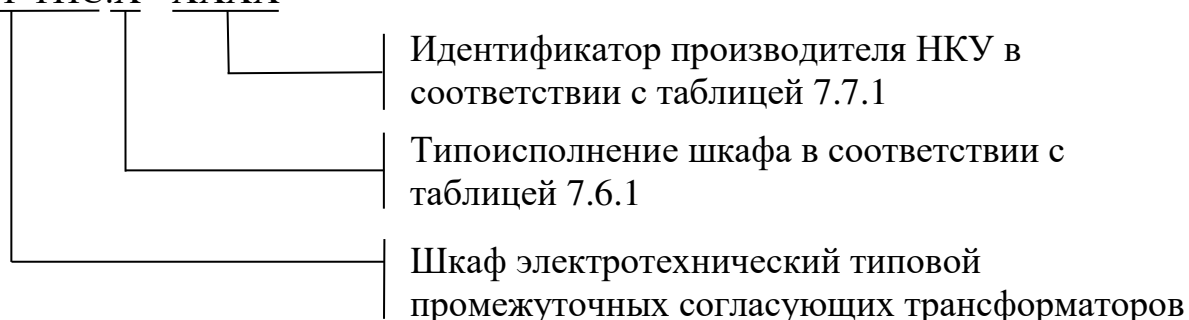 Идентификатор производителя НКУ в
соответствии с таблицей 7.7.1
Типоисполнение шкафа в соответствии с
таблицей 7.6.1
Шкаф электротехнический типовой
промежуточных согласующих трансформаторов